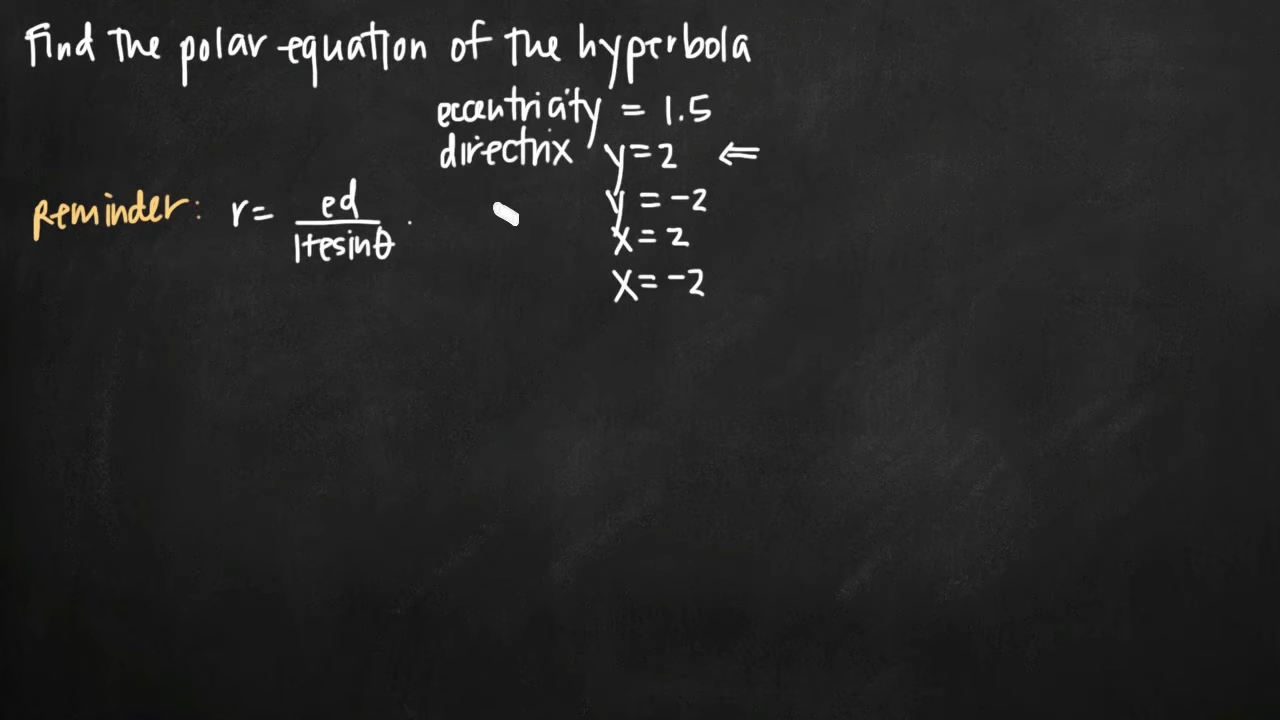 Find the polar equation of the hyperbola
eccentricity = 1.5
directrix y=2 ⇐
y = -2
Reminder: r= ed / 1+esinθ
x = 2
x = -2